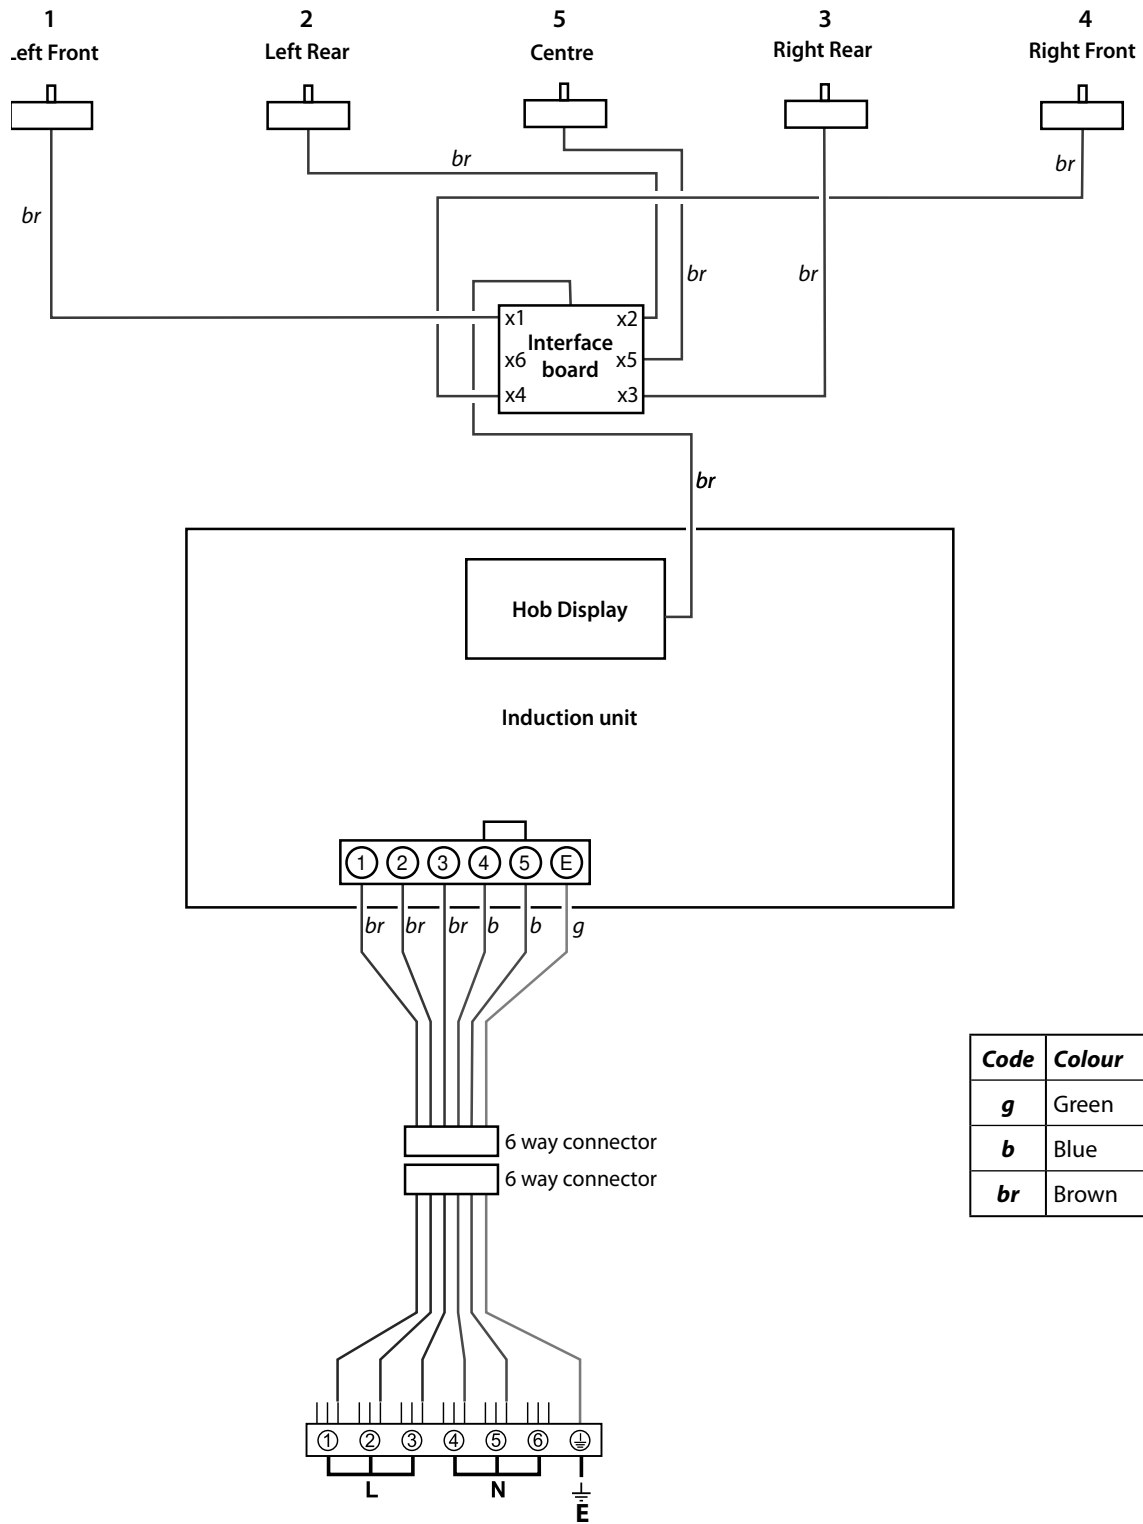 1 2 5 3 4
Left Front Left Rear Centre Right Rear Right Front
br
br
br
br
br
x1 x2
Interface
x6 x5
board
x4 x3
br
Hob Display
Induction unit
1 2 3 4 5 E
br br br b b g
6 way connector
6 way connector
Code Colour
g Green
b Blue
br Brown
1 2 3 4 5 6
L N E